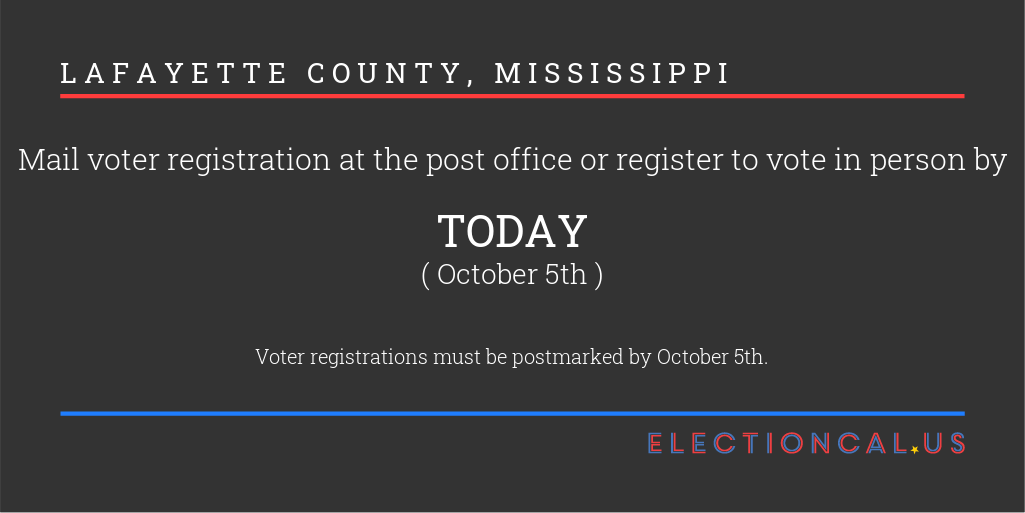 LAFAYETTE COUNTY, MISSISSIPPI
Mail voter registration at the post office or register to vote in person by
TODAY
( October 5th )
Voter registrations must be postmarked by October 5th.
ELECTIONCAL.US